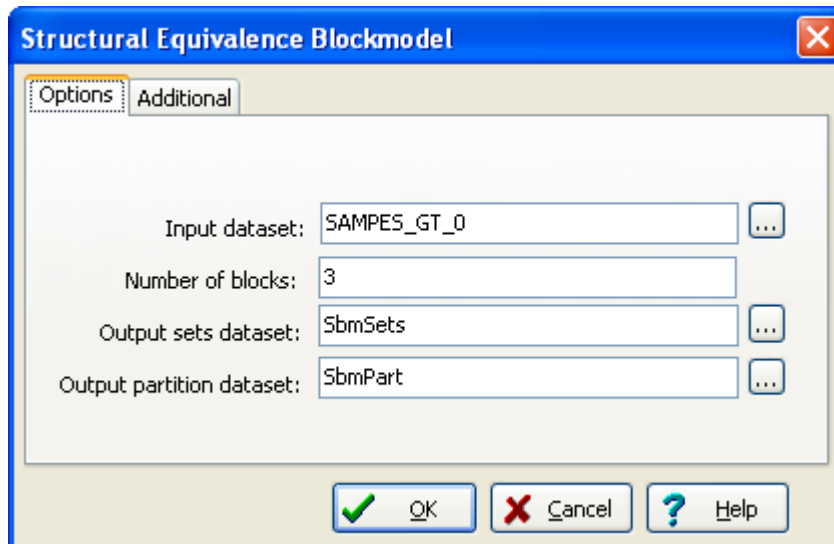 Structural Equivalence Blockmodel
Options Additional
Input dataset: SAMPES_GT_0 ...
Number of blocks: 3
Output sets dataset: SbmSets ...
Output partition dataset: SbmPart ...
OK Cancel ? Help